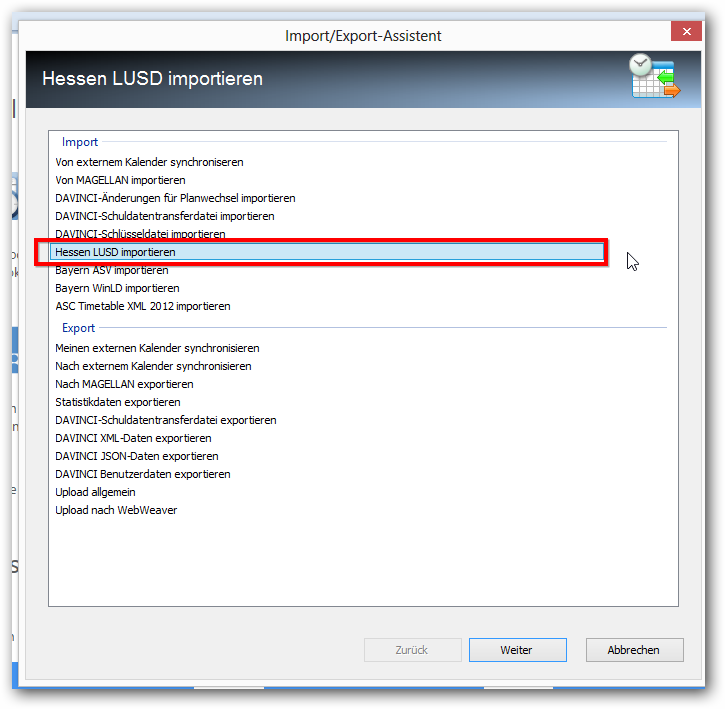 Import/Export-Assistent
Hessen LUSD importieren
Import
Von externem Kalender synchroniseren
Von MAGELLAN importieren
DAVINCI-Änderungen für Planwechsel importieren
DAVINCI-Schuldatentransferdatei importieren
DAVINCI-Schlüsseldatei importieren
Hessen LUSD importieren
Bayern ASV importieren
Bayern WinLD importieren
ASC Timetable XML 2012 importieren
Export
Meinen externen Kalender synchronisieren
Nach externem Kalender synchronisieren
Nach MAGELLAN exportieren
Statistikdaten exportieren
DAVINCI-Schuldatentransferdatei exportieren
DAVINCI XML-Daten exportieren
DAVINCI JSON-Daten exportieren
DAVINCI Benutzerdaten exportieren
Upload allgemein
Upload nach WebWeaver
Zurück
Weiter
Abbrechen